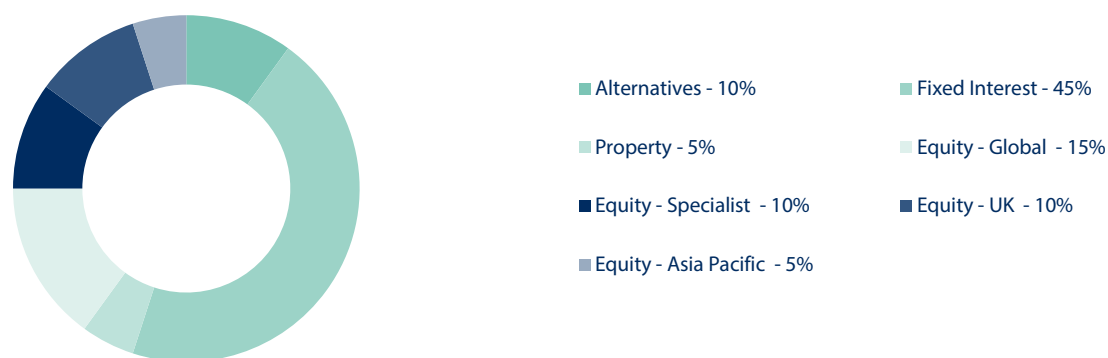 Alternatives - 10%
Fixed Interest - 45%
Property - 5%
Equity - Global - 15%
Equity - Specialist - 10%
Equity - UK - 10%
Equity - Asia Pacific - 5%